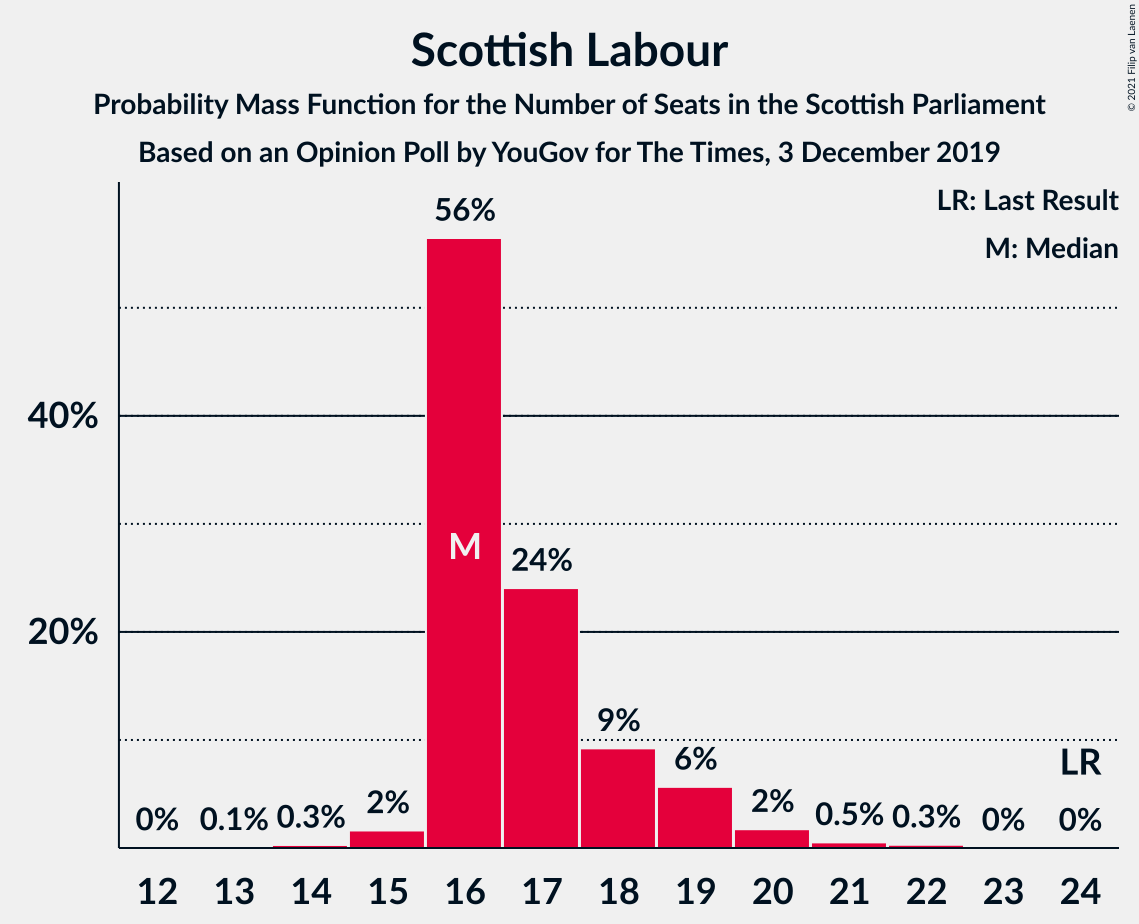 Scottish Labour
Probability Mass Function for the Number of Seats in the Scottish Parliament
Based on an Opinion Poll by YouGov for The Times, 3 December 2019
© 2021 Filip van Laenen
LR: Last Result
M: Median
56%
40%
M
24%
20%
9%
6%
LR
0%
0.1%
0.3%
2%
2%
0.5%
0.3%
0%
0%
12 13 14 15 16 17 18 19 20 21 22 23 24